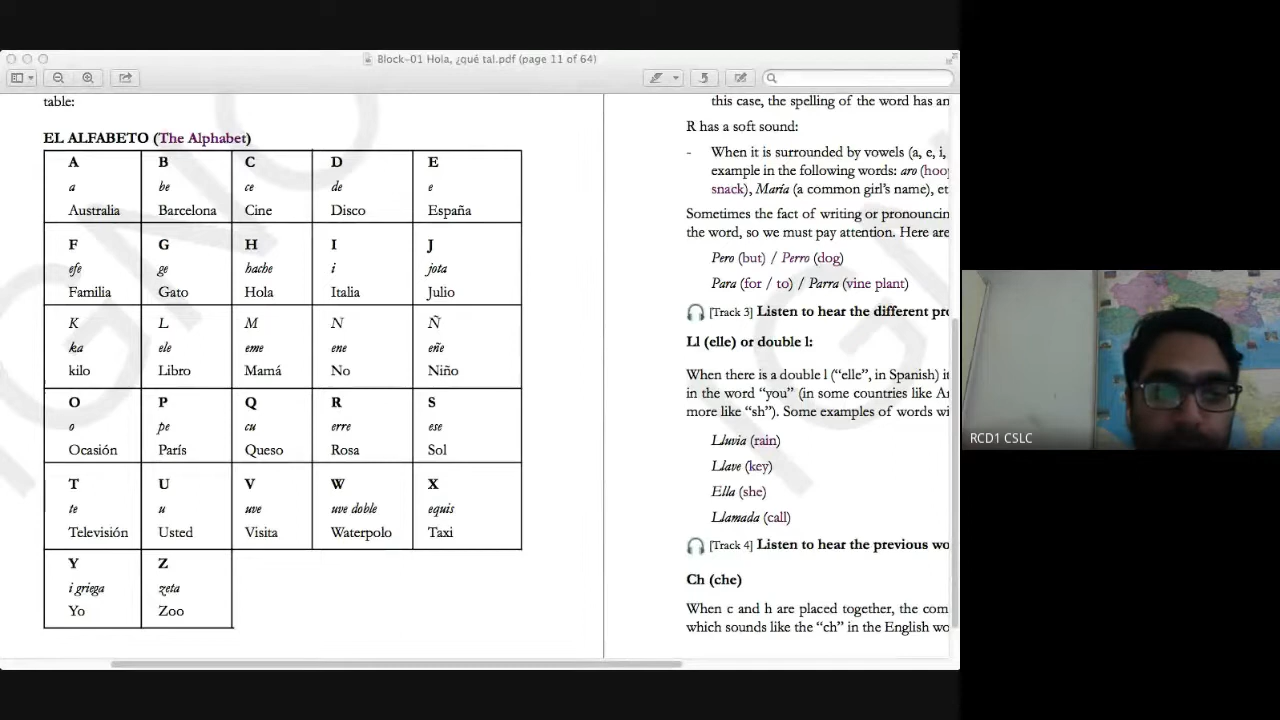 Block-01 Hola, ¿qué tal.pdf (page 11 of 64)
table:
EL ALFABETO (The Alphabet)
A B C D E
a be ce de e
Australia Barcelona Cine Disco España
F G H I J
efe ge hache i jota
Familia Gato Hola Italia Julio
K L M N Ñ
ka ele eme ene eñe
kilo Libro Mamá No Niño
O P Q R S
o pe cu erre ese
Ocasión París Queso Rosa Sol
T U V W X
te u uve uve doble equis
Televisión Usted Visita Waterpolo Taxi
Y Z
i griega zeta
Yo Zoo
this case, the spelling of the word has an
R has a soft sound:
- When it is surrounded by vowels (a, e, i,
example in the following words: aro (hoop
snack), María (a common girl's name), et
Sometimes the fact of writing or pronouncin
the word, so we must pay attention. Here are
Pero (but) / Perro (dog)
Para (for / to) / Parra (vine plant)
[Track 3] Listen to hear the different pro
Ll (elle) or double l:
When there is a double l ("elle", in Spanish) it
in the word "you" (in some countries like Ar
more like "sh"). Some examples of words wi
Lluvia (rain)
Llave (key)
Ella (she)
Llamada (call)
[Track 4] Listen to hear the previous wo
Ch (che)
When c and h are placed together, the com
which sounds like the "ch" in the English wo
RCD1 CSLC